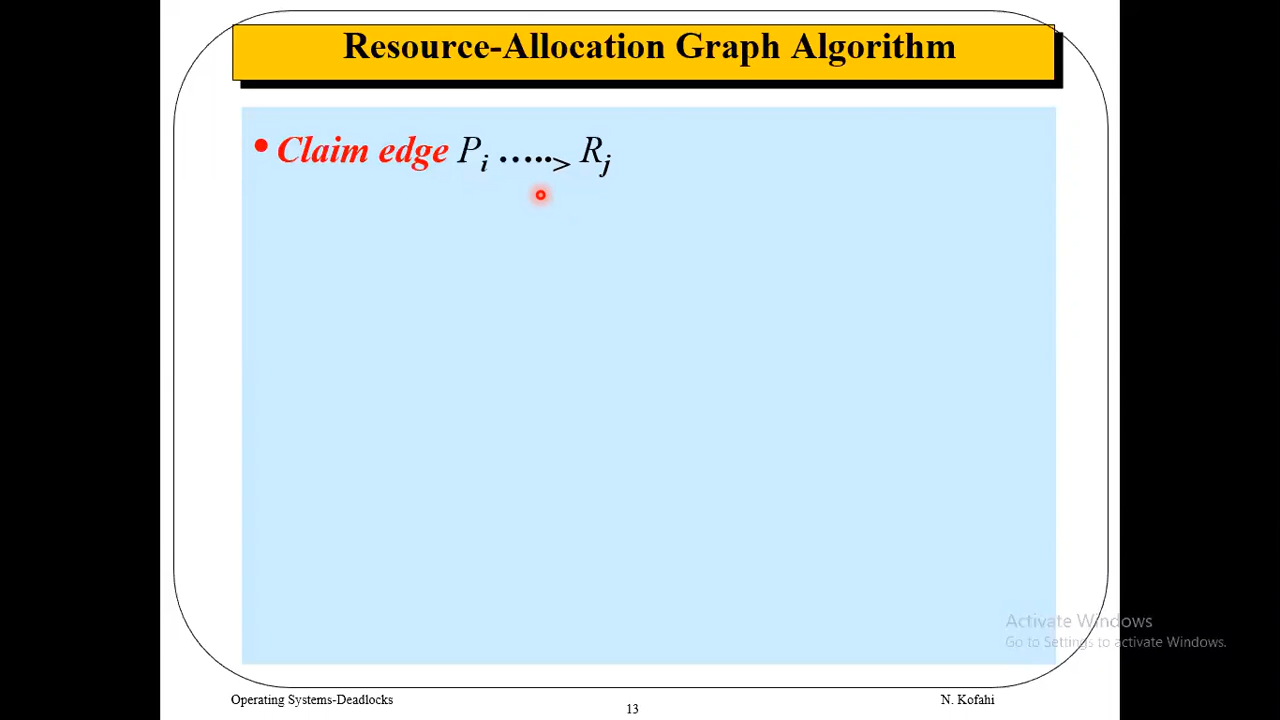 Resource-Allocation Graph Algorithm
• Claim edge Pi …..> Rj
Activate Windows
Go to Settings to activate Windows.
Operating Systems-Deadlocks
N. Kofahi
13